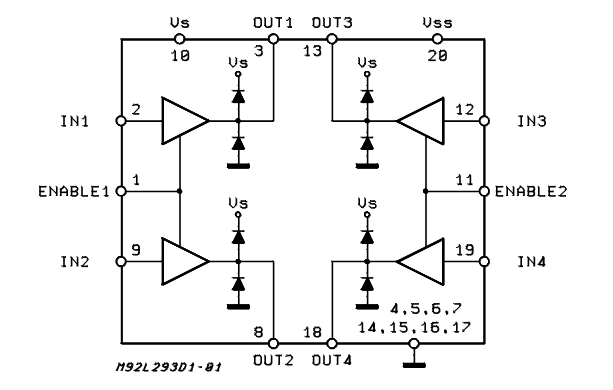 Vs OUT1 OUT3 Vss
10 3 13 20
Vs Vs
IN1 2 12 IN3
ENABLE1 1 11 ENABLE2
Vs Vs
IN2 9 19 IN4
4,5,6,7
8 18 14,15,16,17
OUT2 OUT4
M92L293D1-01